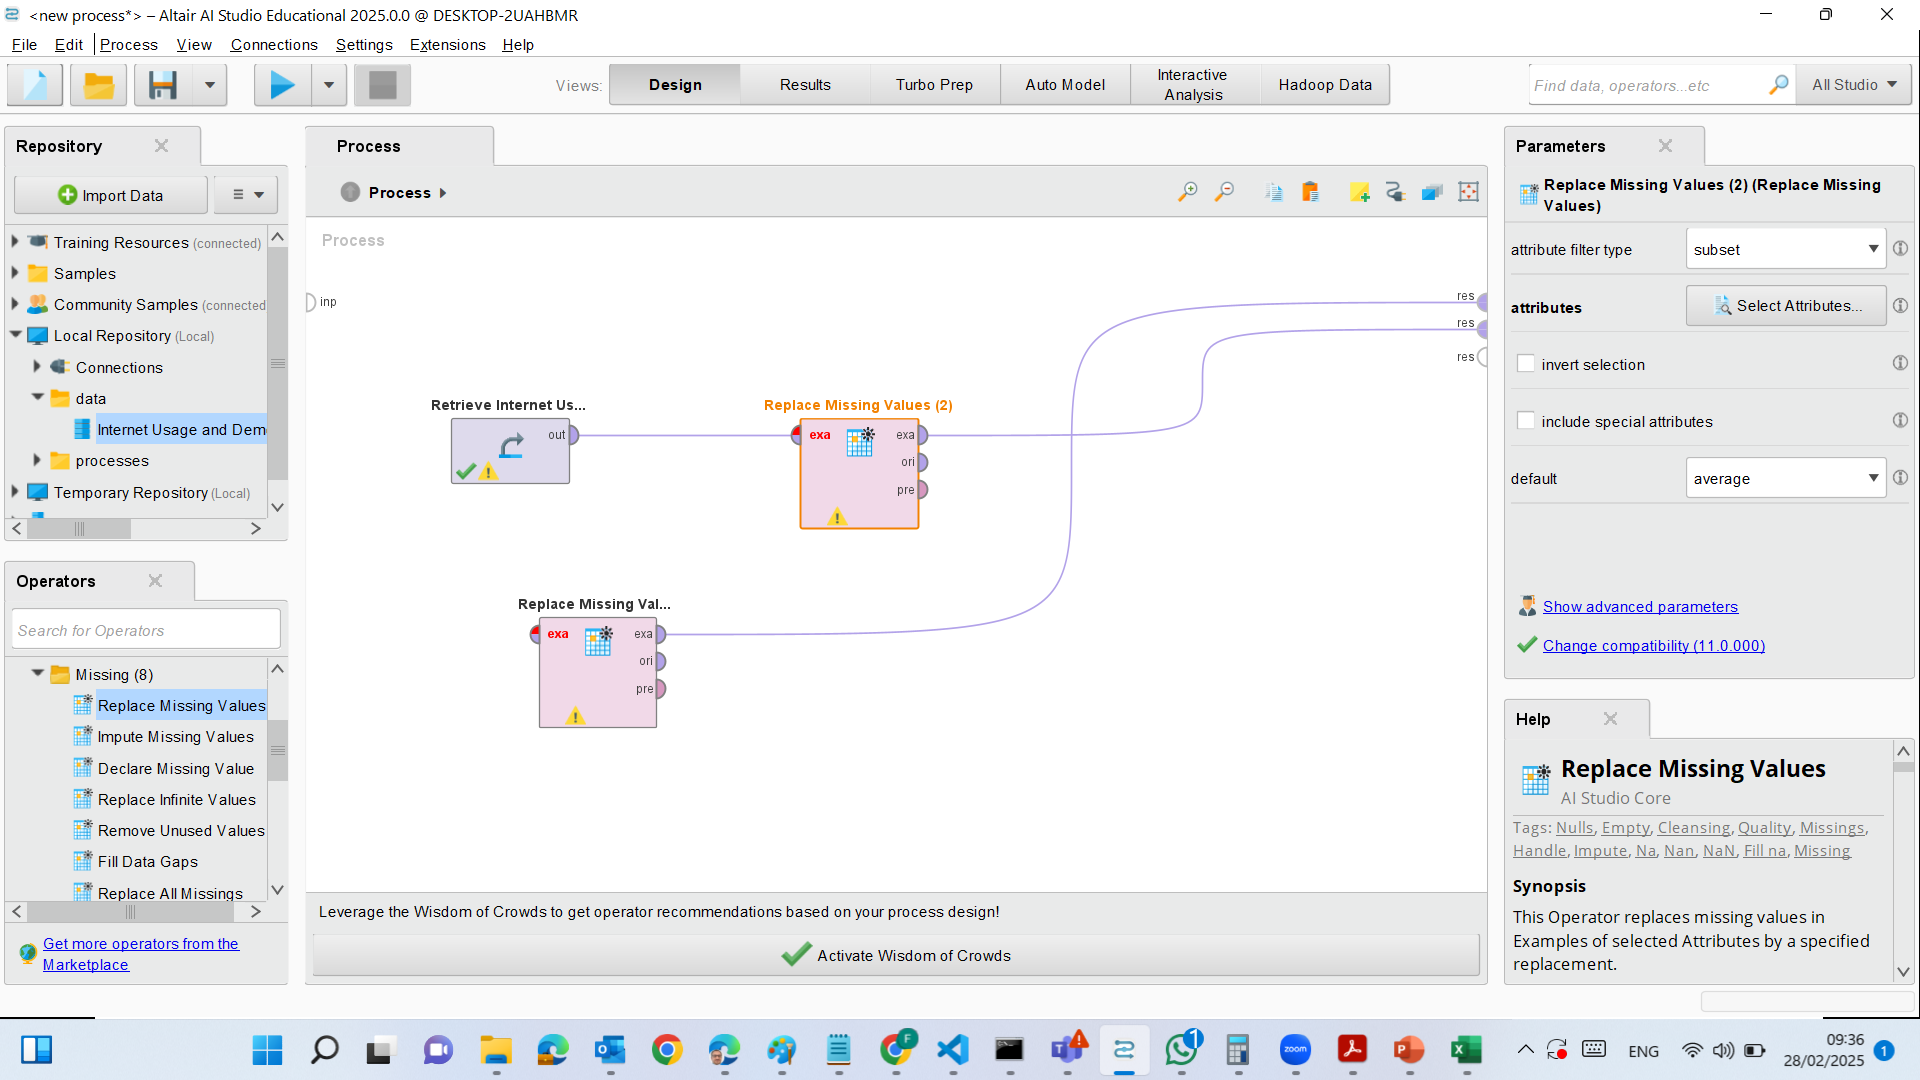 <new process*> – Altair AI Studio Educational 2025.0.0 @ DESKTOP-2UAHBMR
File Edit Process View Connections Settings Extensions Help
Views: Design Results Turbo Prep Auto Model Interactive Analysis Hadoop Data
Find data, operators...etc
All Studio
Repository
Import Data
Training Resources (connected)
Samples
Community Samples (connected
Local Repository (Local)
Connections
data
Internet Usage and Dem
processes
Temporary Repository (Local)
Operators
Search for Operators
Missing (8)
Replace Missing Values
Impute Missing Values
Declare Missing Value
Replace Infinite Values
Remove Unused Values
Fill Data Gaps
Replace All Missings
Get more operators from the
Marketplace
Process
Process
Process
inp
res
res
res
Retrieve Internet Us...
out
Replace Missing Values (2)
exa exa
ori
pre
Replace Missing Val...
exa exa
ori
pre
Leverage the Wisdom of Crowds to get operator recommendations based on your process design!
Activate Wisdom of Crowds
Parameters
Replace Missing Values (2) (Replace Missing
Values)
attribute filter type subset
attributes Select Attributes...
invert selection
include special attributes
default average
Show advanced parameters
Change compatibility (11.0.000)
Help
Replace Missing Values
AI Studio Core
Tags: Nulls, Empty, Cleansing, Quality, Missings,
Handle, Impute, Na, Nan, NaN, Fill na, Missing
Synopsis
This Operator replaces missing values in
Examples of selected Attributes by a specified
replacement.
F
1
zoom
ENG
09:36
28/02/2025
1